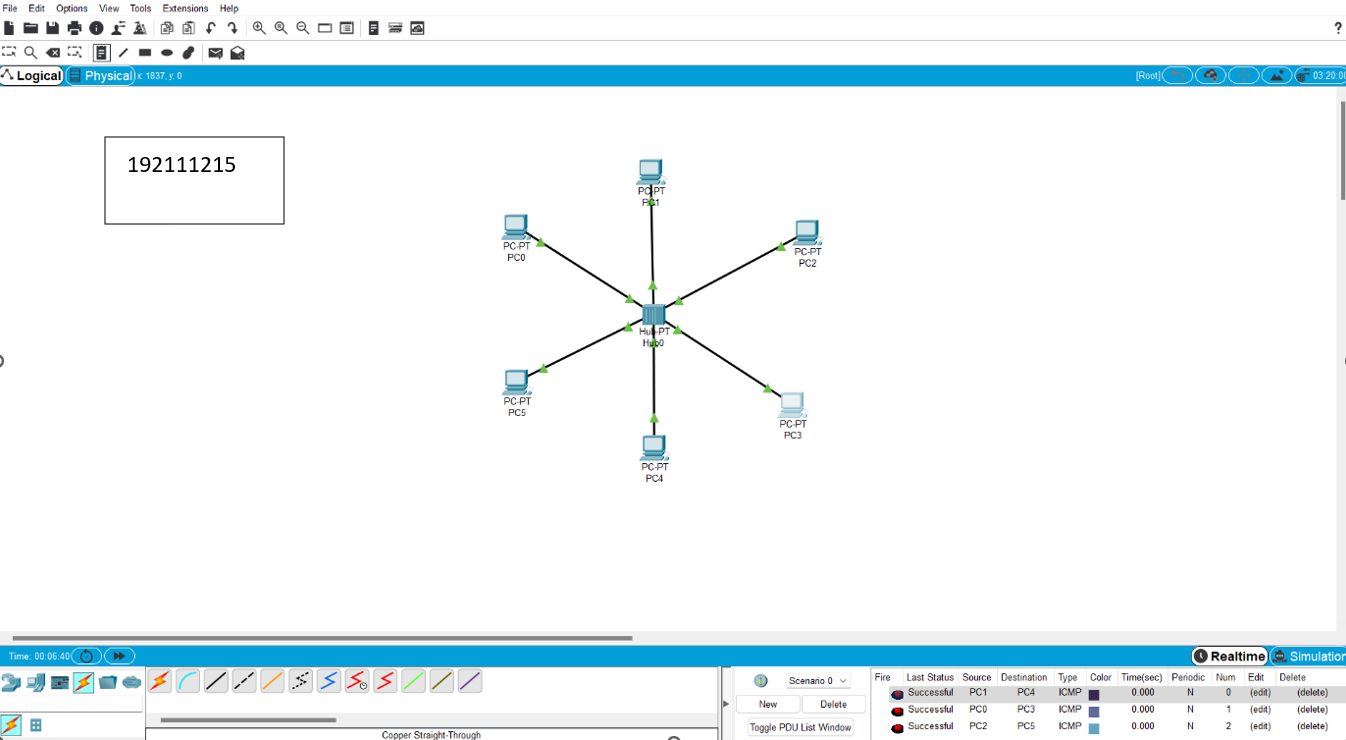 File Edit Options View Tools Extensions Help
?
Logical Physical x: 1837, y: 0 [Root] 03:20:00
192111215
PC-PT
PC1
PC-PT
PC0
PC-PT
PC2
Hub-PT
Hub0
PC-PT
PC5
PC-PT
PC3
PC-PT
PC4
Time: 00:06:40 Realtime Simulation
Scenario 0
New Delete
Toggle PDU List Window
Fire Last Status Source Destination Type Color Time(sec) Periodic Num Edit Delete
Successful PC1 PC4 ICMP 0.000 N 0 (edit) (delete)
Successful PC0 PC3 ICMP 0.000 N 1 (edit) (delete)
Successful PC2 PC5 ICMP 0.000 N 2 (edit) (delete)
Copper Straight-Through